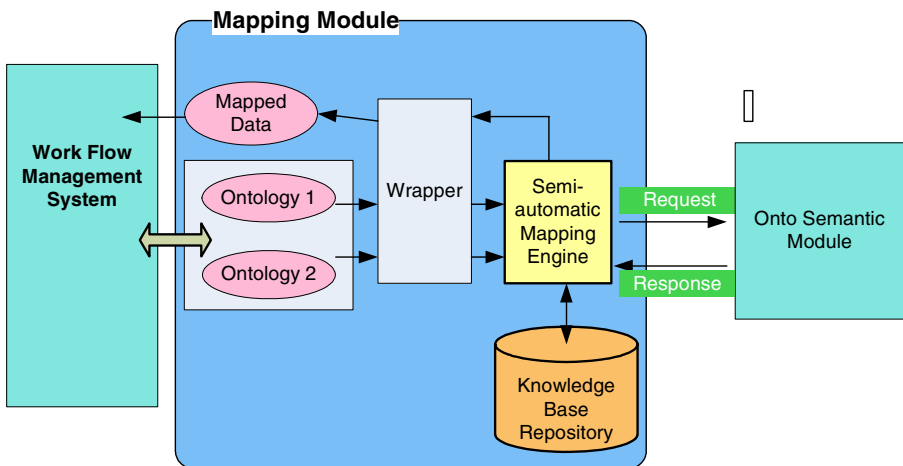 Mapping Module
Mapped
Data
Work Flow
Management
System
Ontology 1
Ontology 2
Wrapper
Semi-
automatic
Mapping
Engine
Request
Response
Onto Semantic
Module
Knowledge
Base
Repository